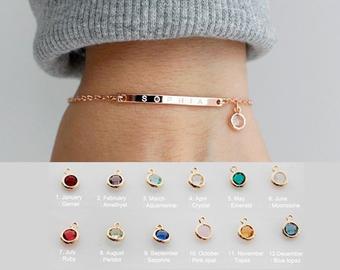 SOPHIA
1. January
: Garnet
2. February
: Amethyst
3. March
: Aquamarine
4. April
: Crystal
5. May
: Emerald
6. June
: Moonstone
7. July
: Ruby
8. August
: Peridot
9. September
: Sapphire
10. October
: Pink opal
11. November
: Topaz
12. December
: Blue topaz